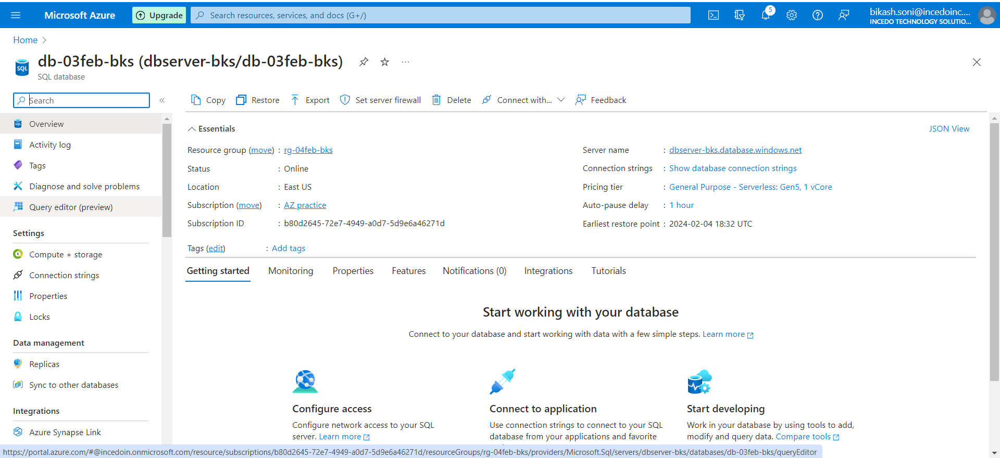 Microsoft Azure
Upgrade
Search resources, services, and docs (G+/)
5
bikash.soni@incedoinc....
INCEDO TECHNOLOGY SOLUTIO...
Home
db-03feb-bks (dbserver-bks/db-03feb-bks)
SQL
SQL database
Search
Copy
Restore
Export
Set server firewall
Delete
Connect with...
Feedback
Overview
Activity log
Tags
Diagnose and solve problems
Query editor (preview)
Settings
Compute + storage
Connection strings
Properties
Locks
Data management
Replicas
Sync to other databases
Integrations
Azure Synapse Link
Essentials
JSON View
Resource group (move) : rg-04feb-bks
Status : Online
Location : East US
Subscription (move) : AZ practice
Subscription ID : b80d2645-72e7-4949-a0d7-5d9e6a46271d
Server name : dbserver-bks.database.windows.net
Connection strings : Show database connection strings
Pricing tier : General Purpose - Serverless: Gen5, 1 vCore
Auto-pause delay : 1 hour
Earliest restore point : 2024-02-04 18:32 UTC
Tags (edit) : Add tags
Getting started
Monitoring
Properties
Features
Notifications (0)
Integrations
Tutorials
Start working with your database
Connect to your database and start working with data with a few simple steps. Learn more
Configure access
Configure network access to your SQL
server. Learn more
Connect to application
Use connection strings to connect to your SQL
database from your applications and favorite
Start developing
Work in your database by using tools to add,
modify and query data. Compare tools
https://portal.azure.com/#@incedoin.onmicrosoft.com/resource/subscriptions/b80d2645-72e7-4949-a0d7-5d9e6a46271d/resourceGroups/rg-04feb-bks/providers/Microsoft.Sql/servers/dbserver-bks/databases/db-03feb-bks/queryEditor